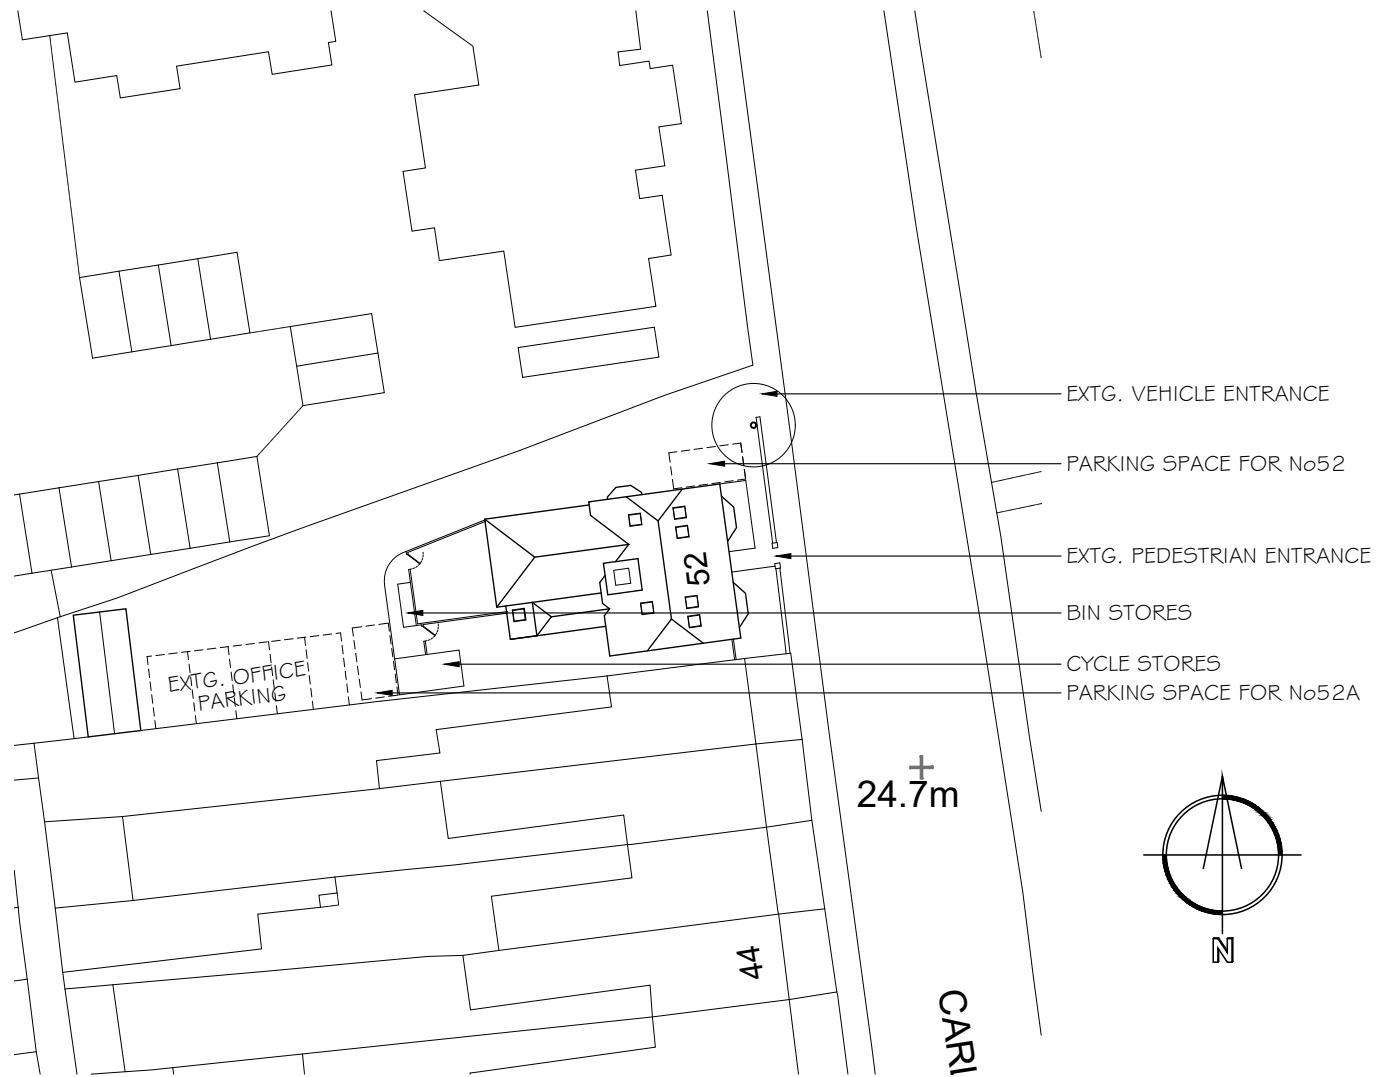 EXTG. VEHICLE ENTRANCE
PARKING SPACE FOR No52
EXTG. PEDESTRIAN ENTRANCE
52
BIN STORES
CYCLE STORES
EXTG. OFFICE
PARKING
PARKING SPACE FOR No52A
24.7m
N
44
CARL